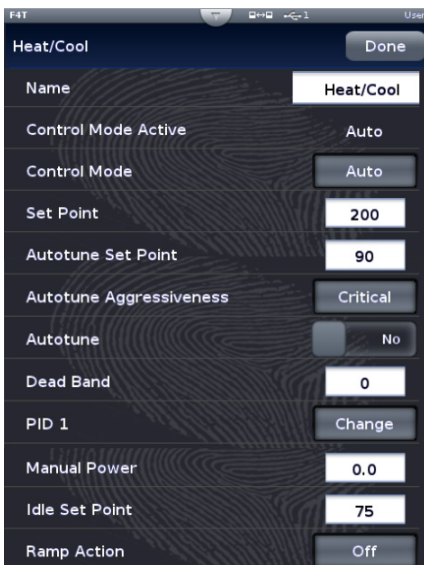 F4T 1 User
Heat/Cool Done
Name Heat/Cool
Control Mode Active Auto
Control Mode Auto
Set Point 200
Autotune Set Point 90
Autotune Aggressiveness Critical
Autotune No
Dead Band 0
PID 1 Change
Manual Power 0.0
Idle Set Point 75
Ramp Action Off